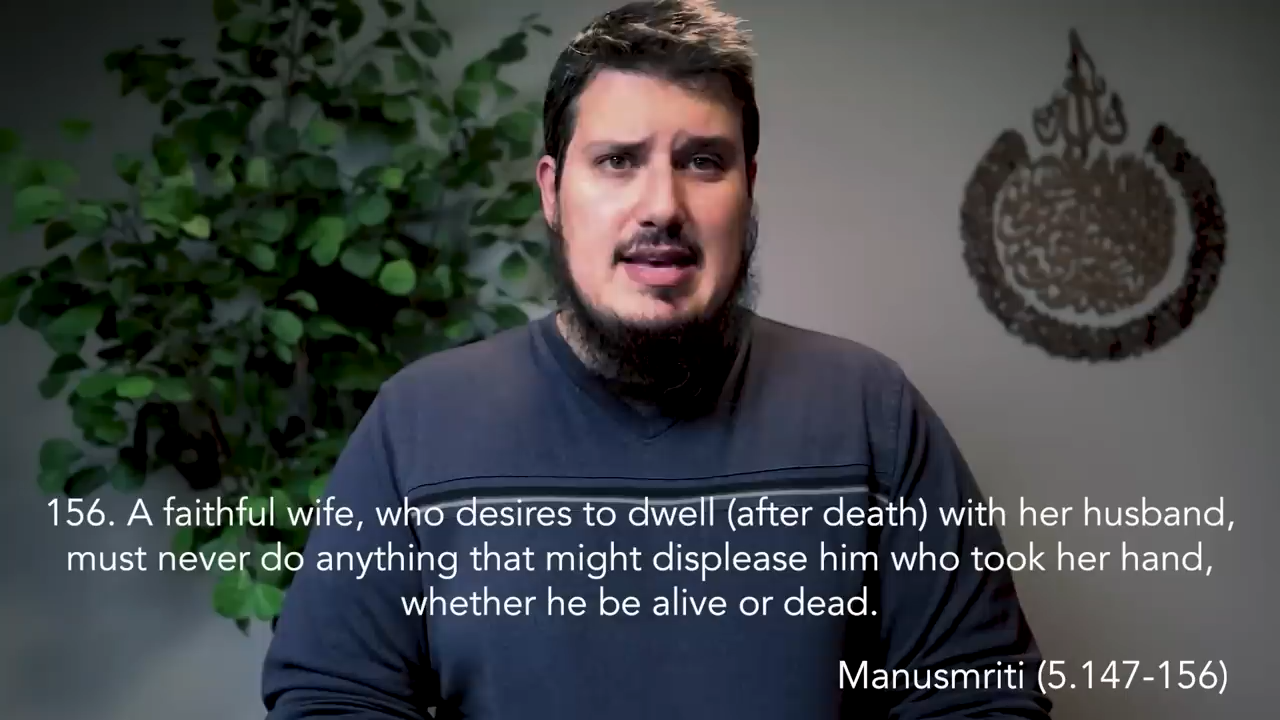 156. A faithful wife, who desires to dwell (after death) with her husband,
must never do anything that might displease him who took her hand,
whether he be alive or dead.
Manusmriti (5.147-156)